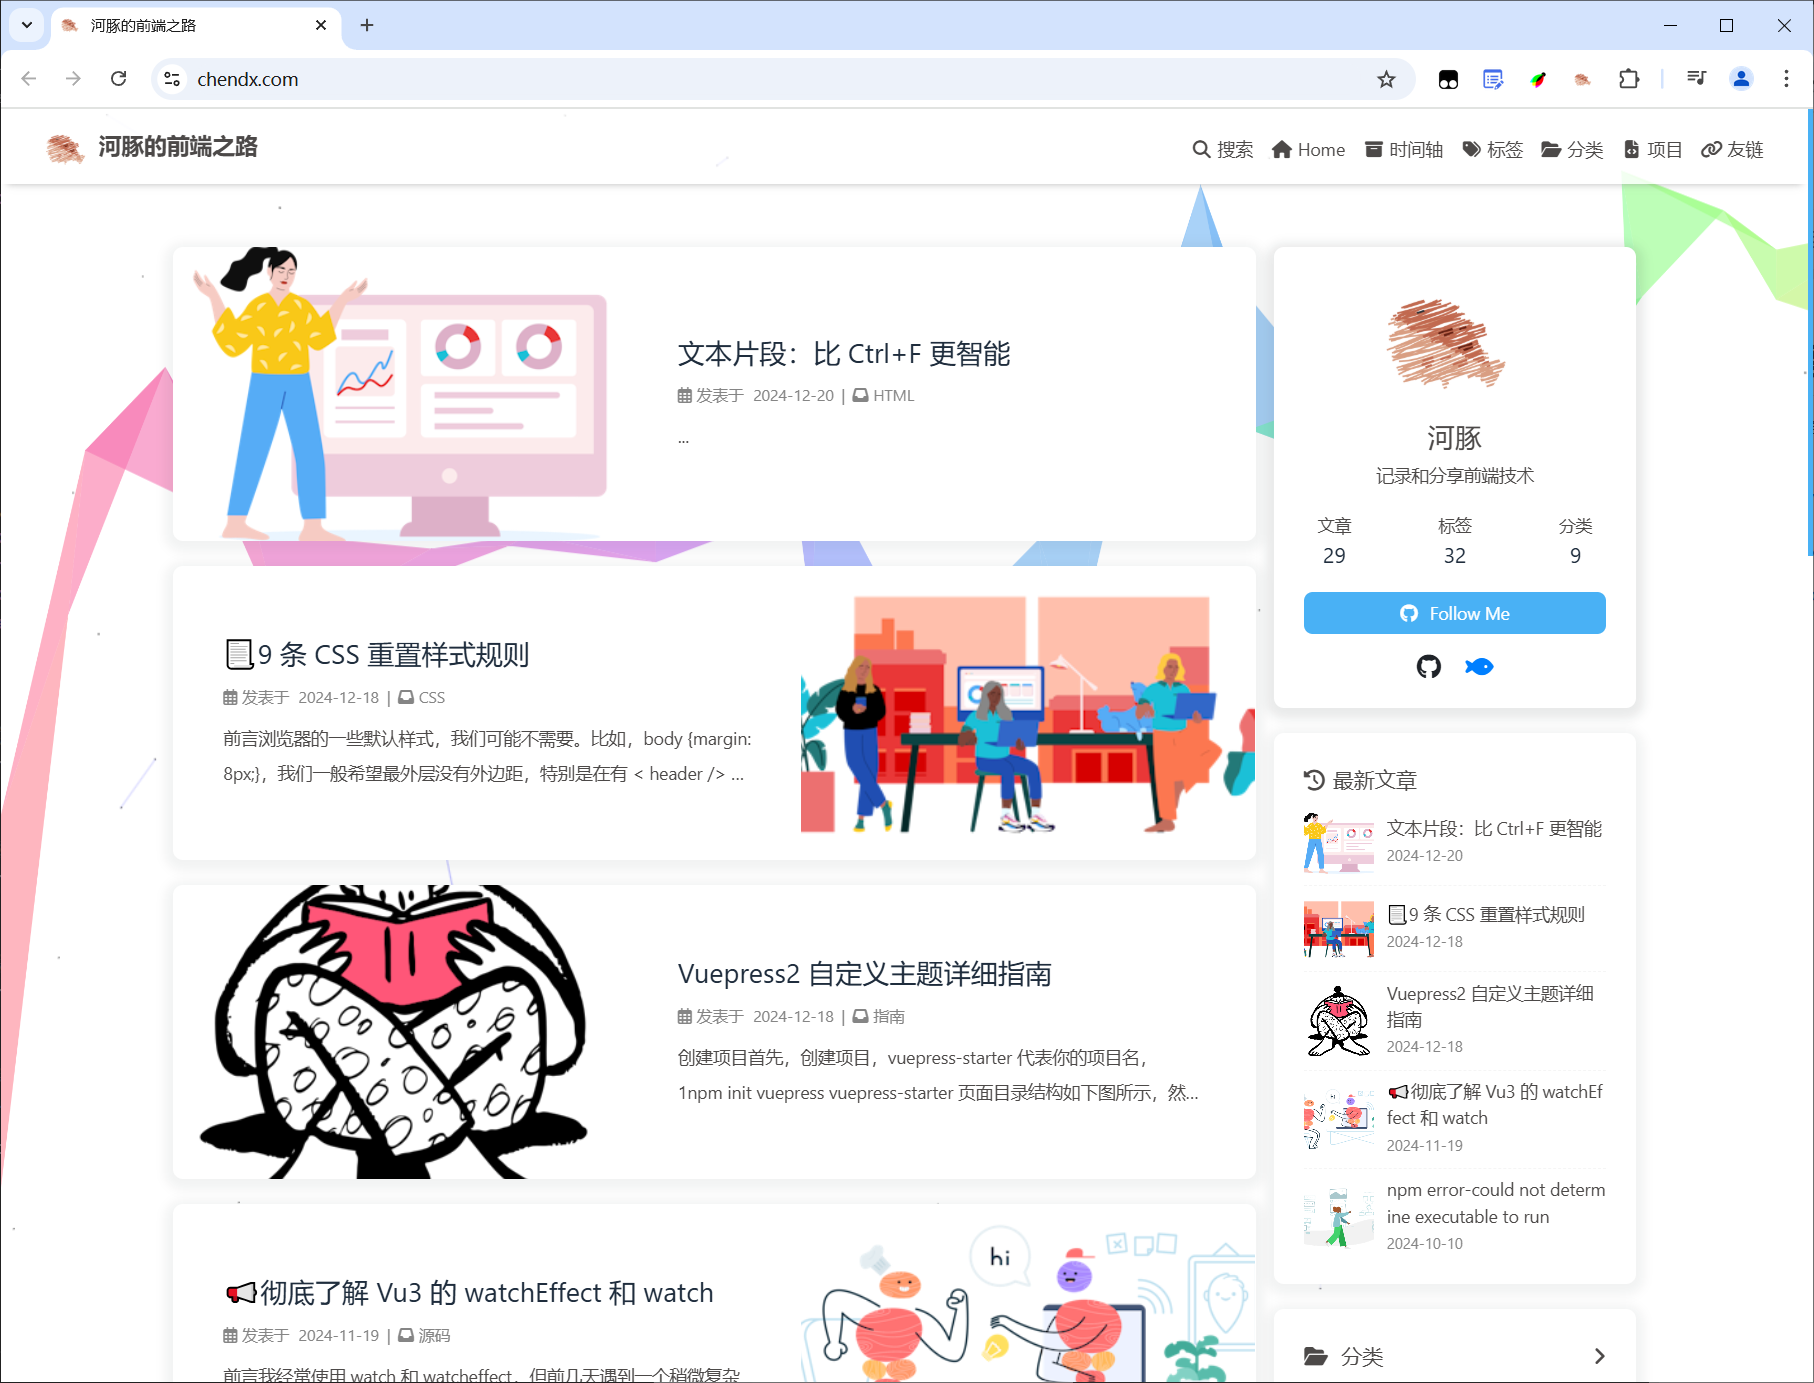 河豚的前端之路
chendx.com
河豚的前端之路
搜索 Home 时间轴 标签 分类 项目 友链
文本片段：比 Ctrl+F 更智能
发表于 2024-12-20 | HTML
...
9 条 CSS 重置样式规则
发表于 2024-12-18 | CSS
前言浏览器的一些默认样式，我们可能不需要。比如，body {margin:
8px;}，我们一般希望最外层没有外边距，特别是在有 < header /> ...
Vuepress2 自定义主题详细指南
发表于 2024-12-18 | 指南
创建项目首先，创建项目，vuepress-starter 代表你的项目名，
1npm init vuepress vuepress-starter 页面目录结构如下图所示，然...
彻底了解 Vu3 的 watchEffect 和 watch
发表于 2024-11-19 | 源码
前言我经常使用 watch 和 watcheffect，但前几天遇到一个稍微复杂
hi
河豚
记录和分享前端技术
文章 标签 分类
29 32 9
Follow Me
最新文章
文本片段：比 Ctrl+F 更智能
2024-12-20
9 条 CSS 重置样式规则
2024-12-18
Vuepress2 自定义主题详细
指南
2024-12-18
彻底了解 Vu3 的 watchEf
fect 和 watch
2024-11-19
npm error-could not determ
ine executable to run
2024-10-10
分类